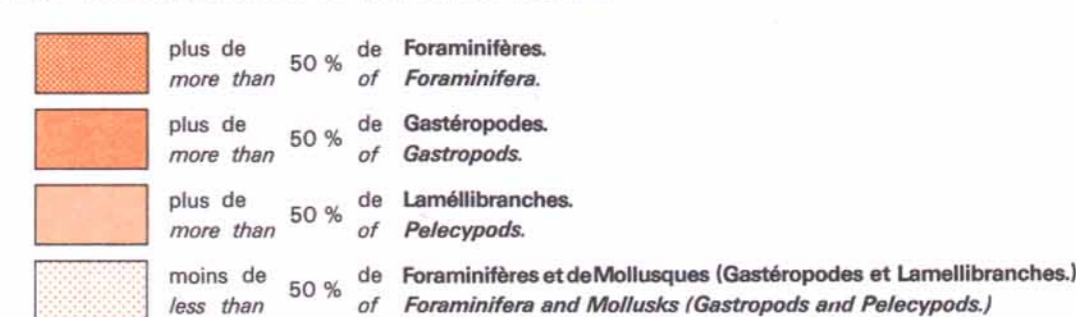 plus de 50 % de Foraminifères.
more than of Foraminifera.
plus de 50 % de Gastéropodes.
more than of Gastropods.
plus de 50 % de Laméllibranches.
more than of Pelecypods.
moins de 50 % de Foraminifères et de Mollusques (Gastéropodes et Lamellibranches.)
less than of Foraminifera and Mollusks (Gastropods and Pelecypods.)